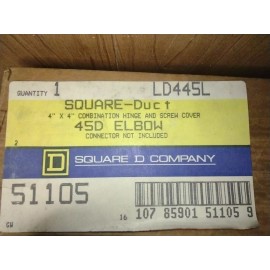 QUANTITY 1 LD445L
SQUARE-Duct
4" X 4" COMBINATION HINGE AND SCREW COVER
45D ELBOW
CONNECTOR NOT INCLUDED
D SQUARE D COMPANY
51105
16 107 85901 51105 9